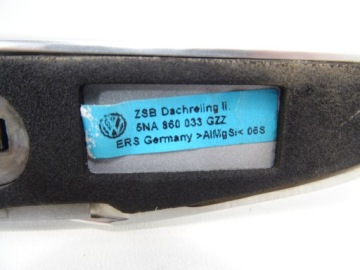 ZSB Dachreling li.
5NA 860 033 GZZ
ERS Germany >AlMgSi< 06S